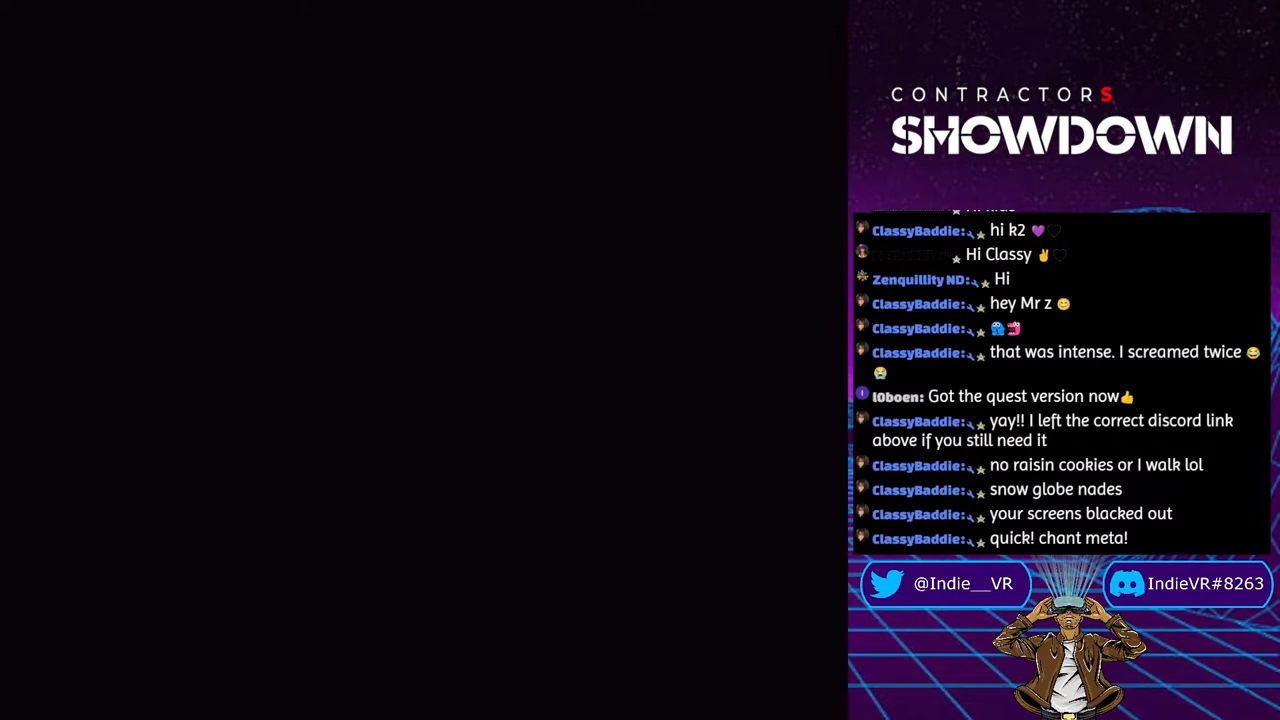 CONTRACTORS
SHOWDOWN
ClassyBaddie: hi k2 💜🖤
Hi Classy ✌️🖤
Zenquillity ND: Hi
ClassyBaddie: hey Mr z 😊
ClassyBaddie:
ClassyBaddie: that was intense. I screamed twice 😂
😭
l0boen: Got the quest version now👍
ClassyBaddie: yay!! I left the correct discord link
above if you still need it
ClassyBaddie: no raisin cookies or I walk lol
ClassyBaddie: snow globe nades
ClassyBaddie: your screens blacked out
ClassyBaddie: quick! chant meta!
@Indie__VR
IndieVR#8263